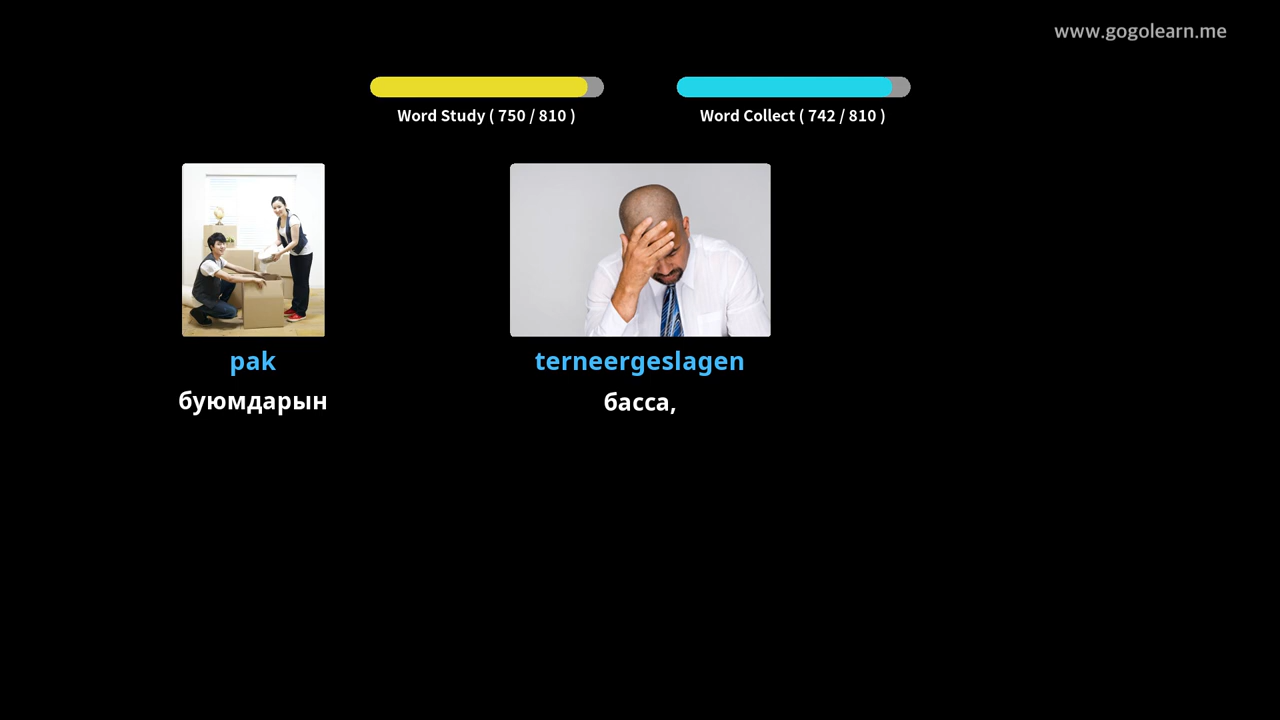 www.gogolearn.me
Word Study ( 750 / 810 )
Word Collect ( 742 / 810 )
pak
terneergeslagen
буюмдарын
басса,